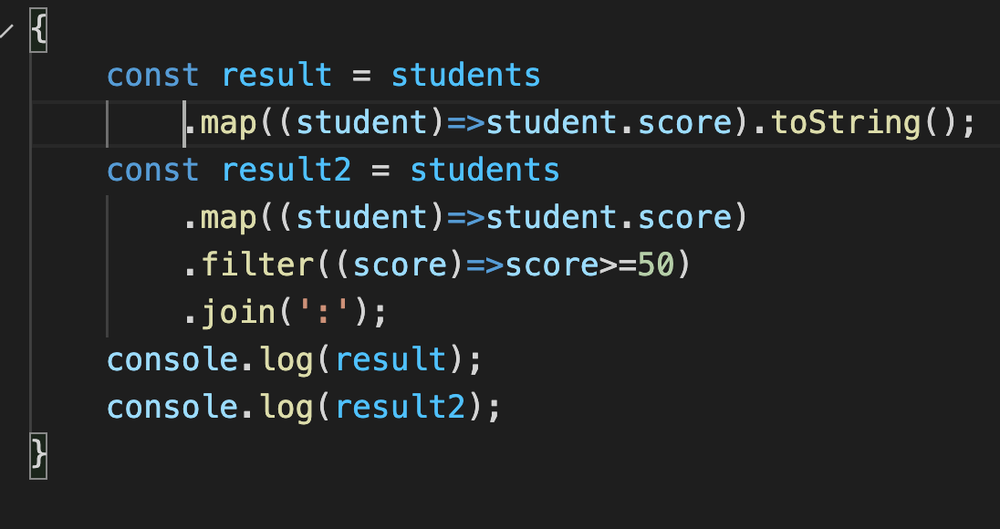 {
    const result = students
        .map((student)=>student.score).toString();
    const result2 = students
        .map((student)=>student.score)
        .filter((score)=>score>=50)
        .join(':');
    console.log(result);
    console.log(result2);
}